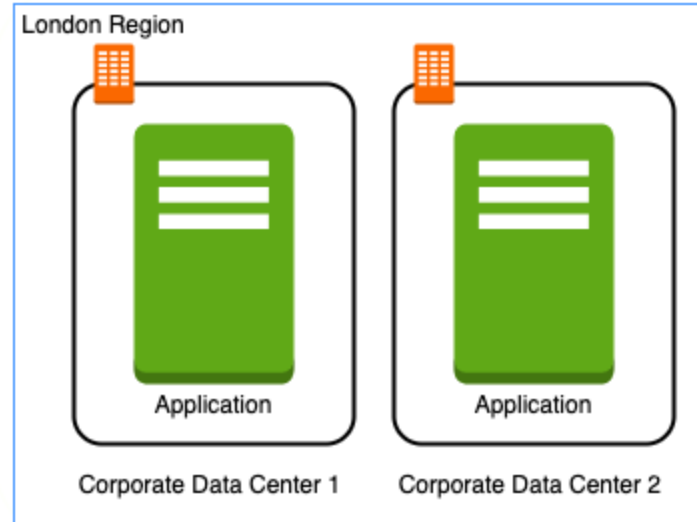 London Region
Application
Application
Corporate Data Center 1
Corporate Data Center 2